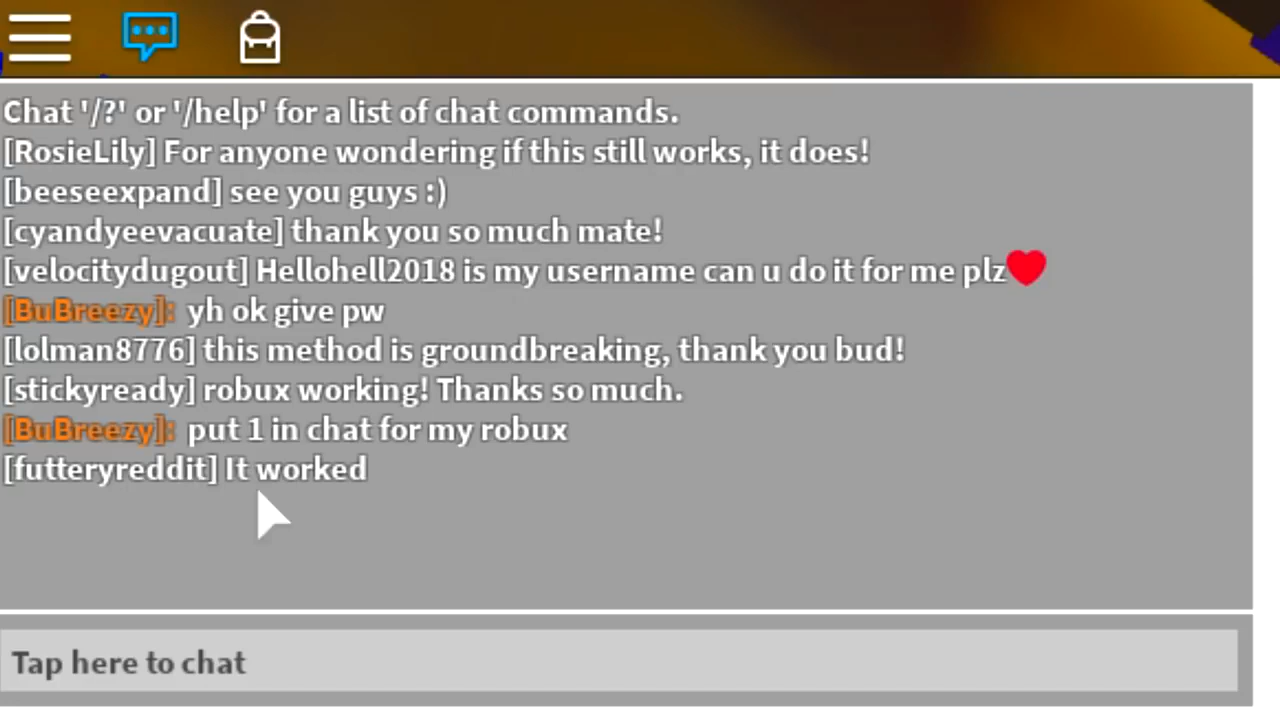 Chat '/?' or '/help' for a list of chat commands.
[RosieLily] For anyone wondering if this still works, it does!
[beeseexpand] see you guys :)
[cyandyeevacuate] thank you so much mate!
[velocitydugout] Hellohell2018 is my username can u do it for me plz❤
[BuBreezy]: yh ok give pw
[lolman8776] this method is groundbreaking, thank you bud!
[stickyready] robux working! Thanks so much.
[BuBreezy]: put 1 in chat for my robux
[futteryreddit] It worked
Tap here to chat